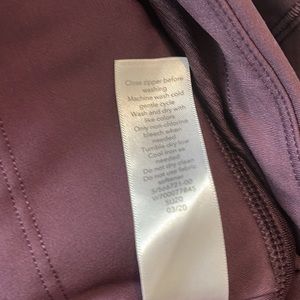 Close zipper before
washing
Machine wash cold
gentle cycle
Wash and dry with
like colors
Only non-chlorine
bleach when
needed
Tumble dry low
Cool iron as
needed
Do not dry clean
Do not use fabric
softener
SU20
03/20